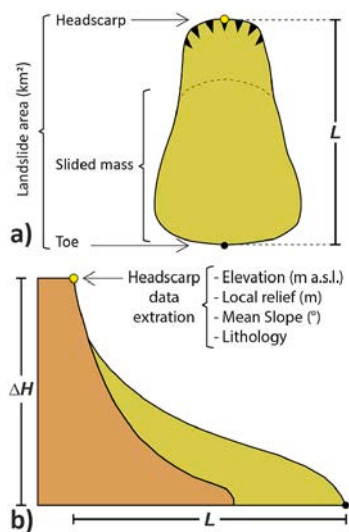 Headscarp
Landslide area (km²)
Slided mass
L
Toe
a)
Headscarp
data
extration
- Elevation (m a.s.l.)
- Local relief (m)
- Mean Slope (°)
- Lithology
ΔH
b)
L